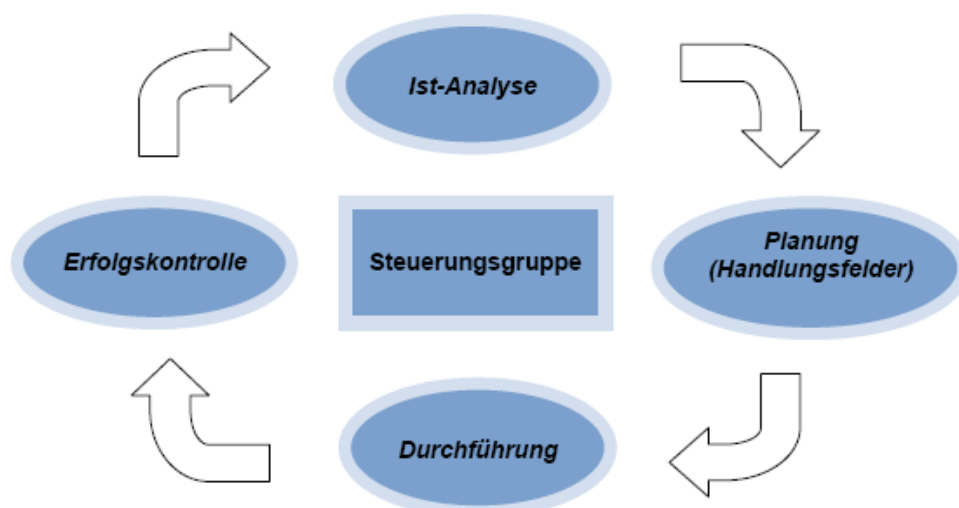 Ist-Analyse
Erfolgskontrolle
Steuerungsgruppe
Planung
(Handlungsfelder)
Durchführung